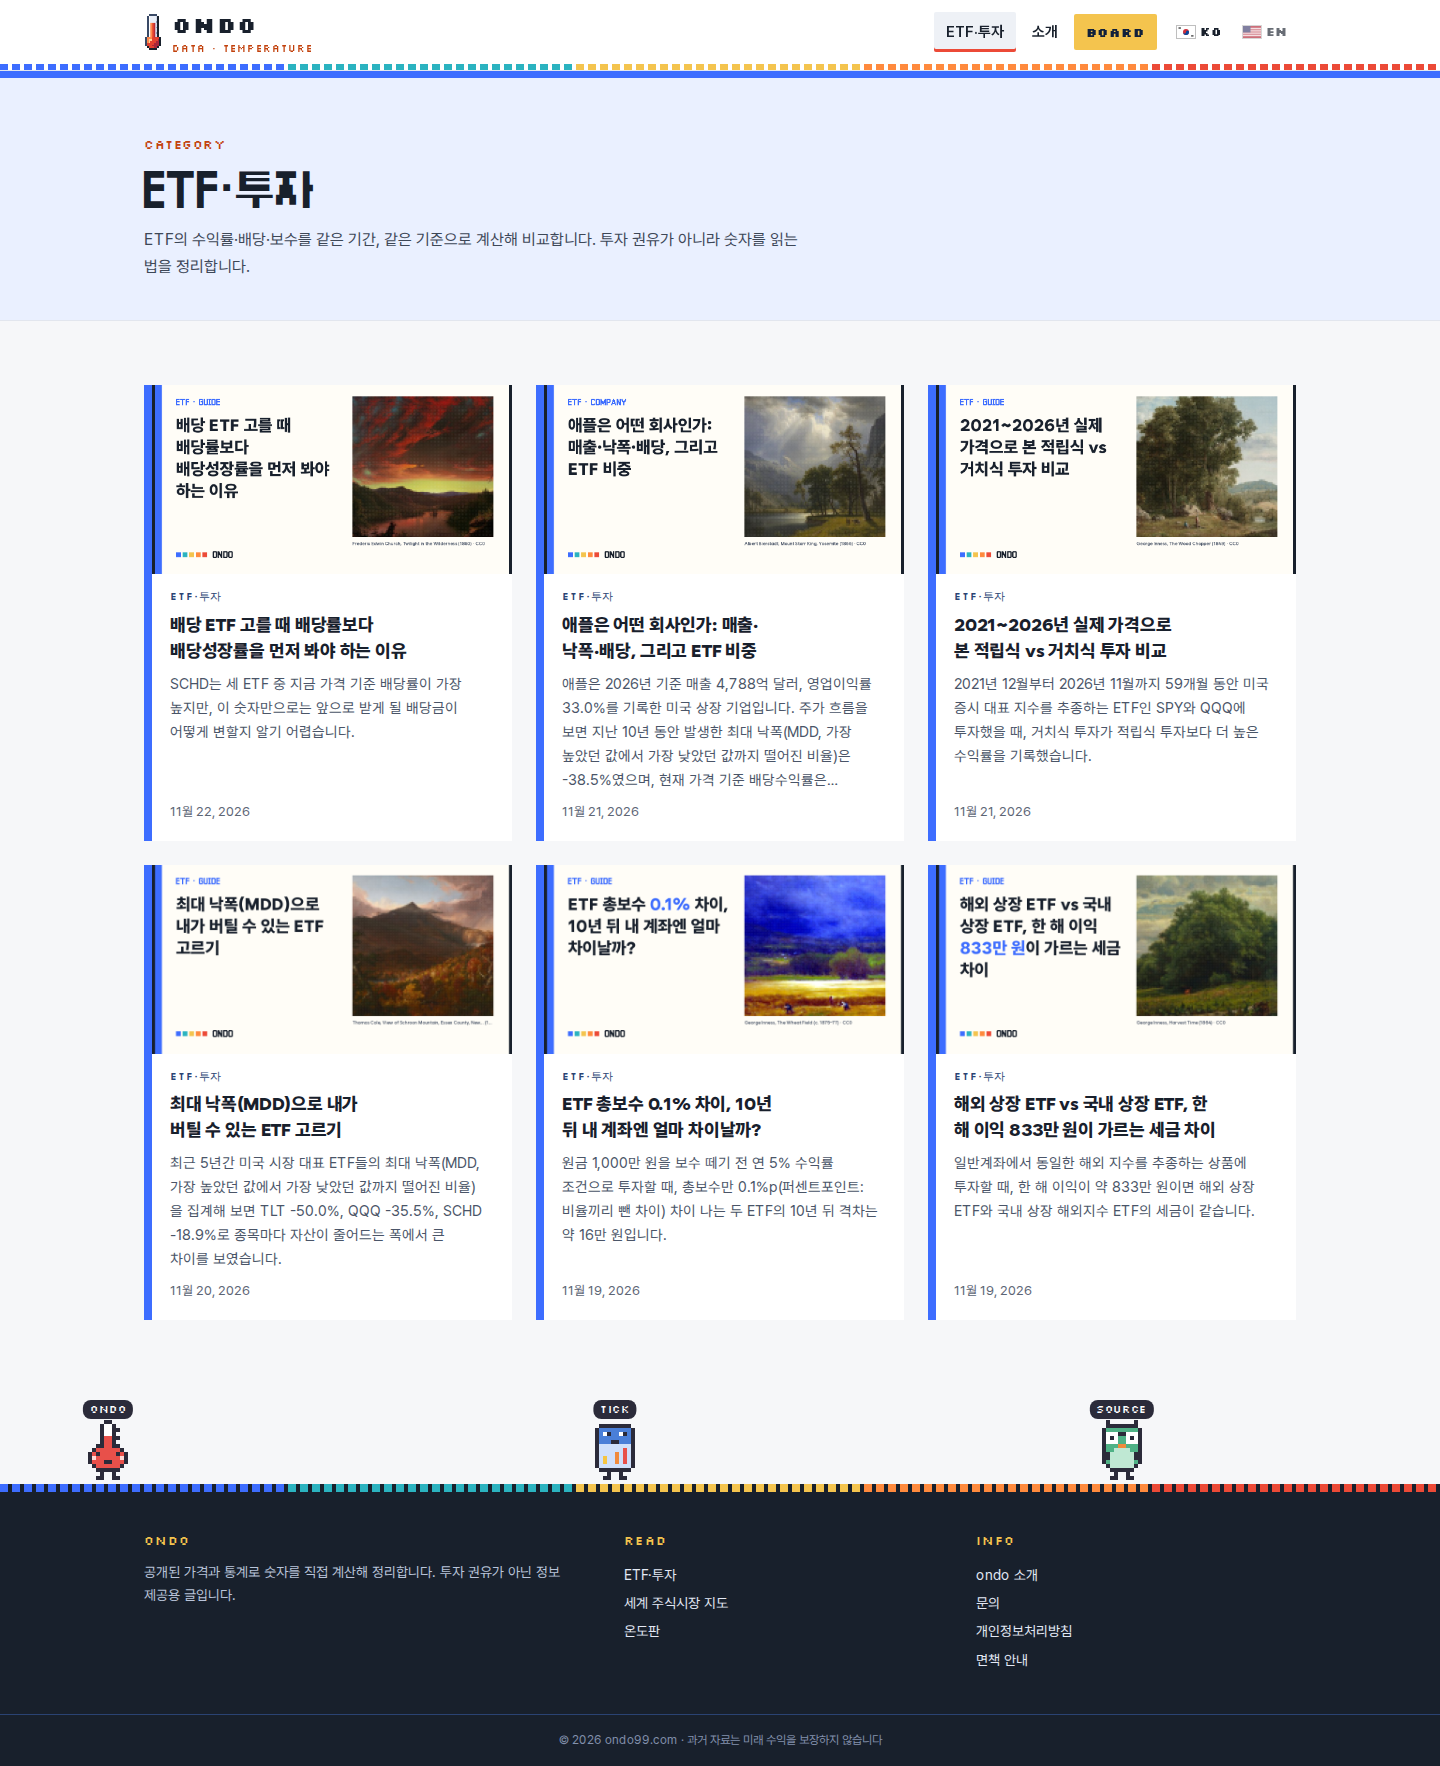 ONDO
DATA · TEMPERATURE
ETF·투자
소개
BOARD
KO
EN
CATEGORY
ETF·투자
ETF의 수익률·배당·보수를 같은 기간, 같은 기준으로 계산해 비교합니다. 투자 권유가 아니라 숫자를 읽는
법을 정리합니다.
ETF · GUIDE
배당 ETF 고를 때
배당률보다
배당성장률을 먼저 봐야
하는 이유
Frederic Edwin Church, Twilight in the Wilderness (1860) · CC0
ONDO
ETF·투자
배당 ETF 고를 때 배당률보다
배당성장률을 먼저 봐야 하는 이유
SCHD는 세 ETF 중 지금 가격 기준 배당률이 가장
높지만, 이 숫자만으로는 앞으로 받게 될 배당금이
어떻게 변할지 알기 어렵습니다.
11월 22, 2026
ETF · COMPANY
애플은 어떤 회사인가:
매출·낙폭·배당, 그리고
ETF 비중
Albert Bierstadt, Mount Starr King, Yosemite (1866) · CC0
ONDO
ETF·투자
애플은 어떤 회사인가: 매출·
낙폭·배당, 그리고 ETF 비중
애플은 2026년 기준 매출 4,788억 달러, 영업이익률
33.0%를 기록한 미국 상장 기업입니다. 주가 흐름을
보면 지난 10년 동안 발생한 최대 낙폭(MDD, 가장
높았던 값에서 가장 낮았던 값까지 떨어진 비율)은
-38.5%였으며, 현재 가격 기준 배당수익률은...
11월 21, 2026
ETF · GUIDE
2021~2026년 실제
가격으로 본 적립식 vs
거치식 투자 비교
George Inness, The Wood Chopper (1859) · CC0
ONDO
ETF·투자
2021~2026년 실제 가격으로
본 적립식 vs 거치식 투자 비교
2021년 12월부터 2026년 11월까지 59개월 동안 미국
증시 대표 지수를 추종하는 ETF인 SPY와 QQQ에
투자했을 때, 거치식 투자가 적립식 투자보다 더 높은
수익률을 기록했습니다.
11월 21, 2026
ETF · GUIDE
최대 낙폭(MDD)으로
내가 버틸 수 있는 ETF
고르기
Thomas Cole, View of Schroon Mountain, Essex County, New...
ONDO
ETF·투자
최대 낙폭(MDD)으로 내가
버틸 수 있는 ETF 고르기
최근 5년간 미국 시장 대표 ETF들의 최대 낙폭(MDD,
가장 높았던 값에서 가장 낮았던 값까지 떨어진 비율)
을 집계해 보면 TLT -50.0%, QQQ -35.5%, SCHD
-18.9%로 종목마다 자산이 줄어드는 폭에서 큰
차이를 보였습니다.
11월 20, 2026
ETF · GUIDE
ETF 총보수 0.1% 차이,
10년 뒤 내 계좌엔 얼마
차이날까?
George Inness, The Wheat Field (c. 1875–77) · CC0
ONDO
ETF·투자
ETF 총보수 0.1% 차이, 10년
뒤 내 계좌엔 얼마 차이날까?
원금 1,000만 원을 보수 떼기 전 연 5% 수익률
조건으로 투자할 때, 총보수만 0.1%p(퍼센트포인트:
비율끼리 뺀 차이) 차이 나는 두 ETF의 10년 뒤 격차는
약 16만 원입니다.
11월 19, 2026
ETF · GUIDE
해외 상장 ETF vs 국내
상장 ETF, 한 해 이익
833만 원이 가르는 세금
차이
George Inness, Harvest Time (1864) · CC0
ONDO
ETF·투자
해외 상장 ETF vs 국내 상장 ETF, 한
해 이익 833만 원이 가르는 세금 차이
일반계좌에서 동일한 해외 지수를 추종하는 상품에
투자할 때, 한 해 이익이 약 833만 원이면 해외 상장
ETF와 국내 상장 해외지수 ETF의 세금이 같습니다.
11월 19, 2026
ONDO
TICK
SOURCE
ONDO
공개된 가격과 통계로 숫자를 직접 계산해 정리합니다. 투자 권유가 아닌 정보
제공용 글입니다.
READ
ETF·투자
세계 주식시장 지도
온도판
INFO
ondo 소개
문의
개인정보처리방침
면책 안내
© 2026 ondo99.com · 과거 자료는 미래 수익을 보장하지 않습니다